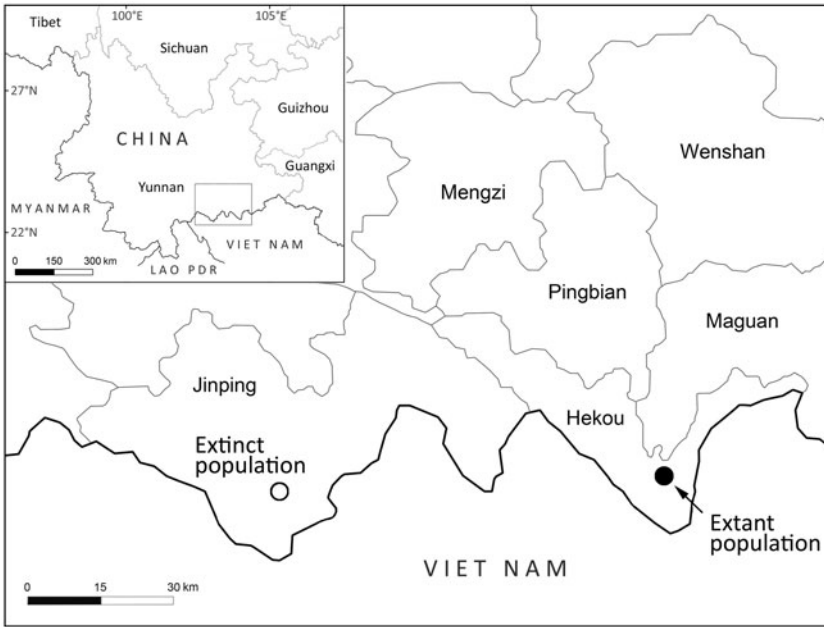 100°E
105°E
Tibet
Sichuan
27°N
Guizhou
CHINA
Guangxi
Yunnan
MYANMAR
22°N
VIET NAM
0 150 300 km
LAO PDR
Wenshan
Mengzi
Pingbian
Maguan
Jinping
Hekou
Extinct
population
Extant
population
VIET NAM
0 15 30 km